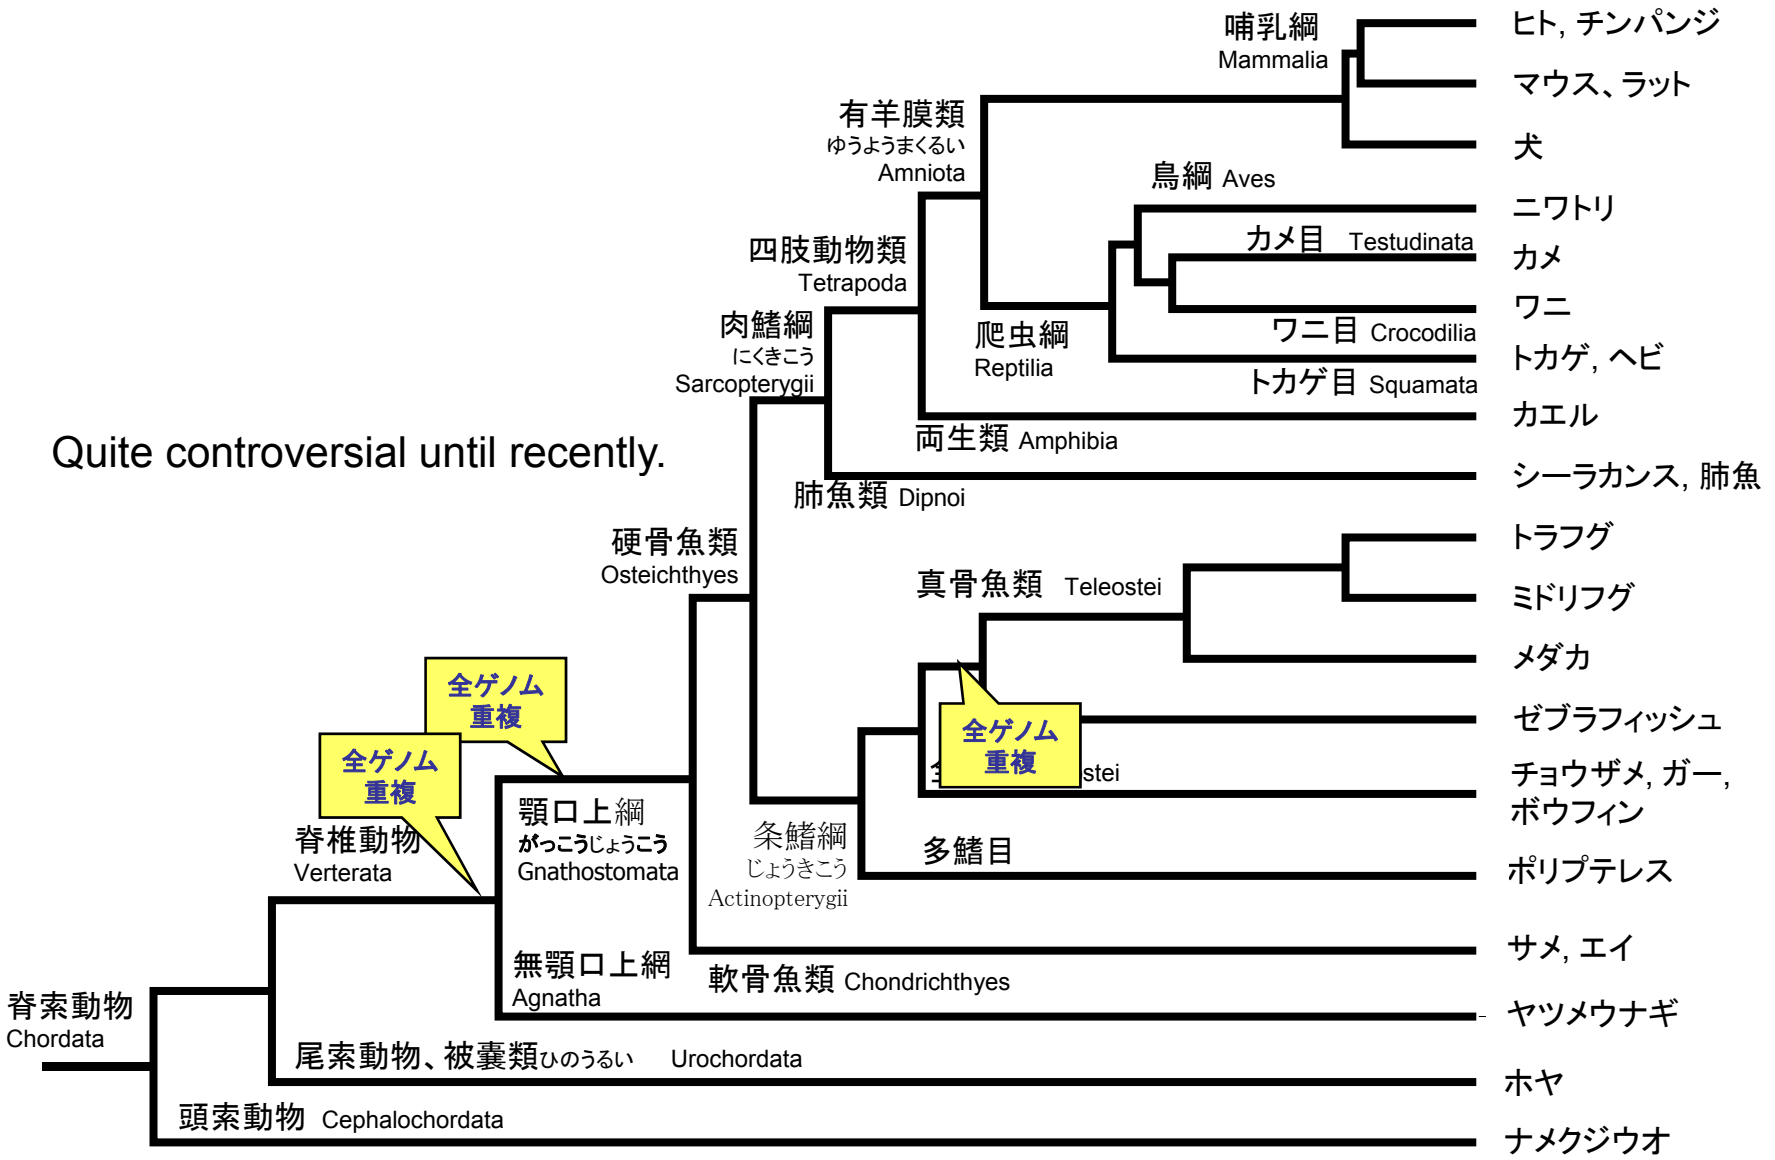 哺乳綱
Mammalia
ヒト, チンパンジ
マウス、ラット
犬
有羊膜類
ゆうようまくるい
Amniota
鳥綱 Aves
ニワトリ
カメ目 Testudinata
カメ
ワニ
ワニ目 Crocodilia
四肢動物類
Tetrapoda
爬虫綱
Reptilia
トカゲ, ヘビ
トカゲ目 Squamata
肉鰭綱
にくきこう
Sarcopterygii
カエル
両生類 Amphibia
Quite controversial until recently.
シーラカンス, 肺魚
肺魚類 Dipnoi
硬骨魚類
Osteichthyes
トラフグ
真骨魚類 Teleostei
ミドリフグ
メダカ
全ゲノム
重複
全ゲノム
重複
全ゲノム
重複
ゼブラフィッシュ
stei
チョウザメ, ガー,
ボウフィン
顎口上綱
がっこうじょうこう
Gnathostomata
脊椎動物
Verterata
条鰭綱
じょうきこう
Actinopterygii
多鰭目
ポリプテレス
サメ, エイ
無顎口上網
Agnatha
軟骨魚類 Chondrichthyes
脊索動物
Chordata
ヤツメウナギ
尾索動物、被嚢類ひのうるい Urochordata
ホヤ
頭索動物 Cephalochordata
ナメクジウオ